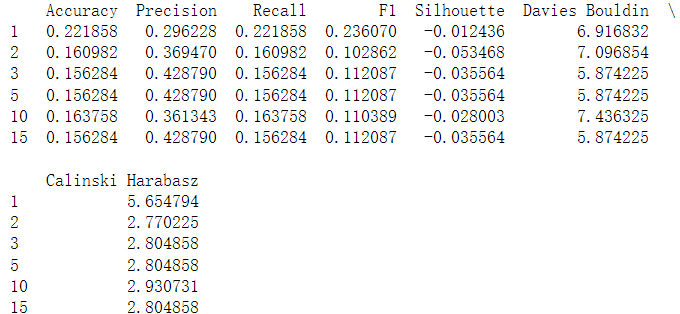 Accuracy Precision Recall F1 Silhouette Davies Bouldin \
1 0.221858 0.296228 0.221858 0.236070 -0.012436 6.916832
2 0.160982 0.369470 0.160982 0.102862 -0.053468 7.096854
3 0.156284 0.428790 0.156284 0.112087 -0.035564 5.874225
5 0.156284 0.428790 0.156284 0.112087 -0.035564 5.874225
10 0.163758 0.361343 0.163758 0.110389 -0.028003 7.436325
15 0.156284 0.428790 0.156284 0.112087 -0.035564 5.874225
Calinski Harabasz
1 5.654794
2 2.770225
3 2.804858
5 2.804858
10 2.930731
15 2.804858